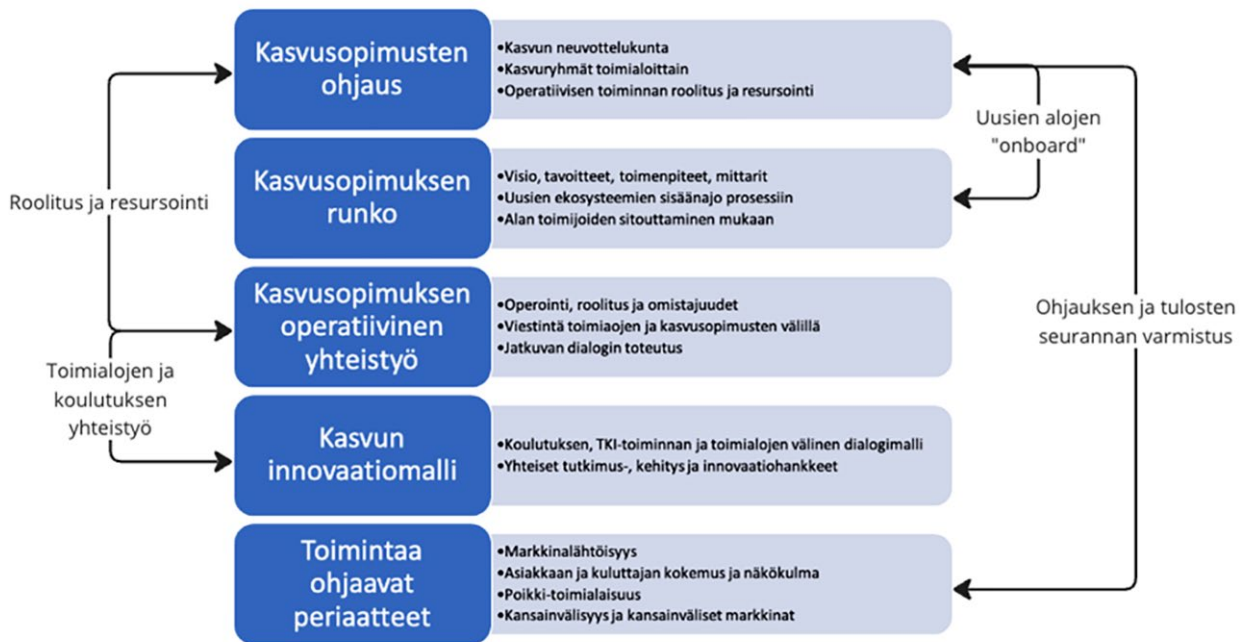 Kasvusopimusten
ohjaus
•Kasvun neuvottelukunta
•Kasvuryhmät toimialoittain
•Operatiivisen toiminnan roolitus ja resursointi
Uusien alojen
"onboard"
Roolitus ja resursointi
Kasvusopimuksen
runko
•Visio, tavoitteet, toimenpiteet, mittarit
•Uusien ekosysteemien sisäänajo prosessiin
•Alan toimijoiden sitouttaminen mukaan
Kasvusopimuksen
operatiivinen
yhteistyö
•Operointi, roolitus ja omistajuudet
•Viestintä toimiaojen ja kasvusopimusten välillä
•Jatkuvan dialogin toteutus
Ohjauksen ja tulosten
seurannan varmistus
Toimialojen ja
koulutuksen
yhteistyö
Kasvun
innovaatiomalli
•Koulutuksen, TKI-toiminnan ja toimialojen välinen dialogimalli
•Yhteiset tutkimus-, kehitys ja innovaatiohankkeet
Toimintaa
ohjaavat
periaatteet
•Markkinalähtöisyys
•Asiakkaan ja kuluttajan kokemus ja näkökulma
•Poikki-toimialaisuus
•Kansainvälisyys ja kansainväliset markkinat